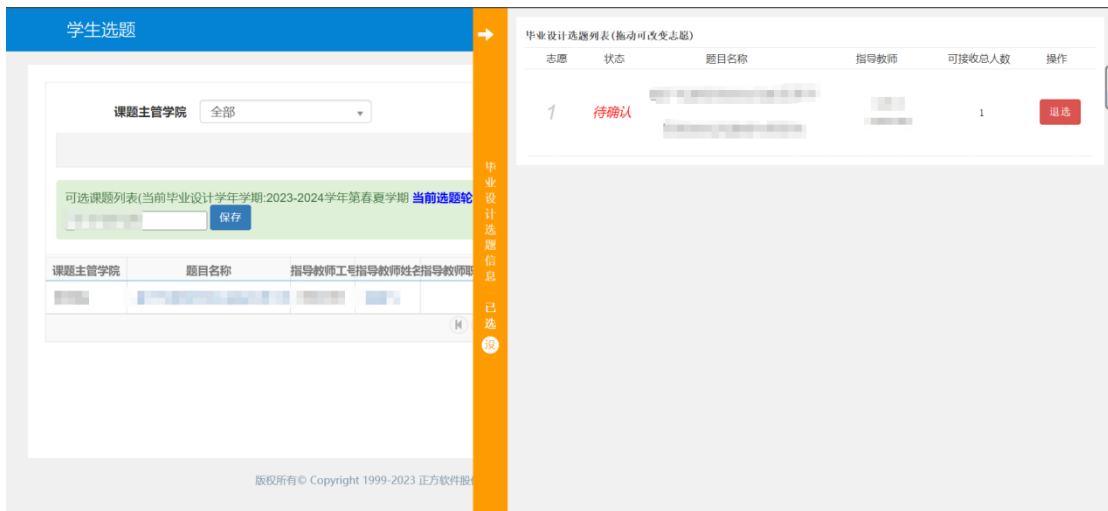 学生选题
课题主管学院 全部
可选课题列表(当前毕业设计学年学期:2023-2024学年第春夏学期 当前选题轮
保存
课题主管学院 题目名称 指导教师工号 指导教师姓名 指导教师职
版权所有© Copyright 1999-2023 正方软件股
毕业设计选题信息 已选
没
毕业设计选题列表(拖动可改变志愿)
志愿 状态 题目名称 指导教师 可接收总人数 操作
1 待确认 1 退选